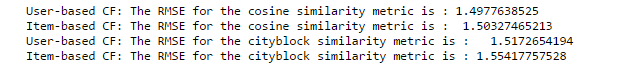 User-based CF: The RMSE for the cosine similarity metric is : 1.4977638525
Item-based CF: The RMSE for the cosine similarity metric is :  1.50327465213
User-based CF: The RMSE for the cityblock similarity metric is :   1.5172654194
Item-based CF: The RMSE for the cityblock similarity metric is : 1.55417757528